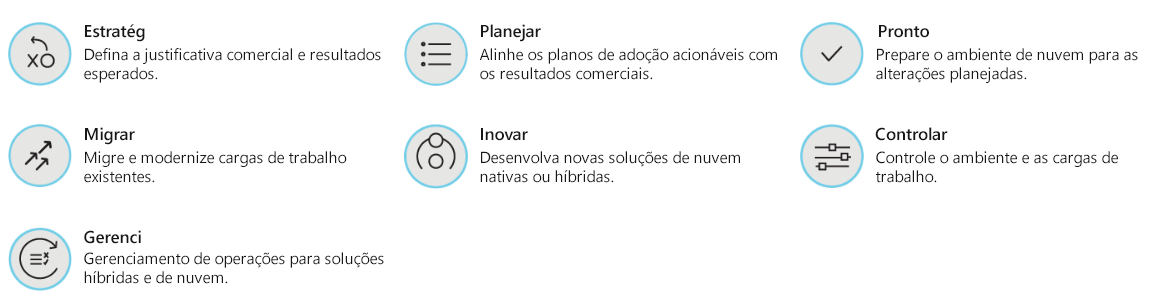 Estratég
Defina a justificativa comercial e resultados
esperados.
Planejar
Alinhe os planos de adoção acionáveis com
os resultados comerciais.
Pronto
Prepare o ambiente de nuvem para as
alterações planejadas.
Migrar
Migre e modernize cargas de trabalho
existentes.
Inovar
Desenvolva novas soluções de nuvem
nativas ou híbridas.
Controlar
Controle o ambiente e as cargas de
trabalho.
Gerenci
Gerenciamento de operações para soluções
híbridas e de nuvem.